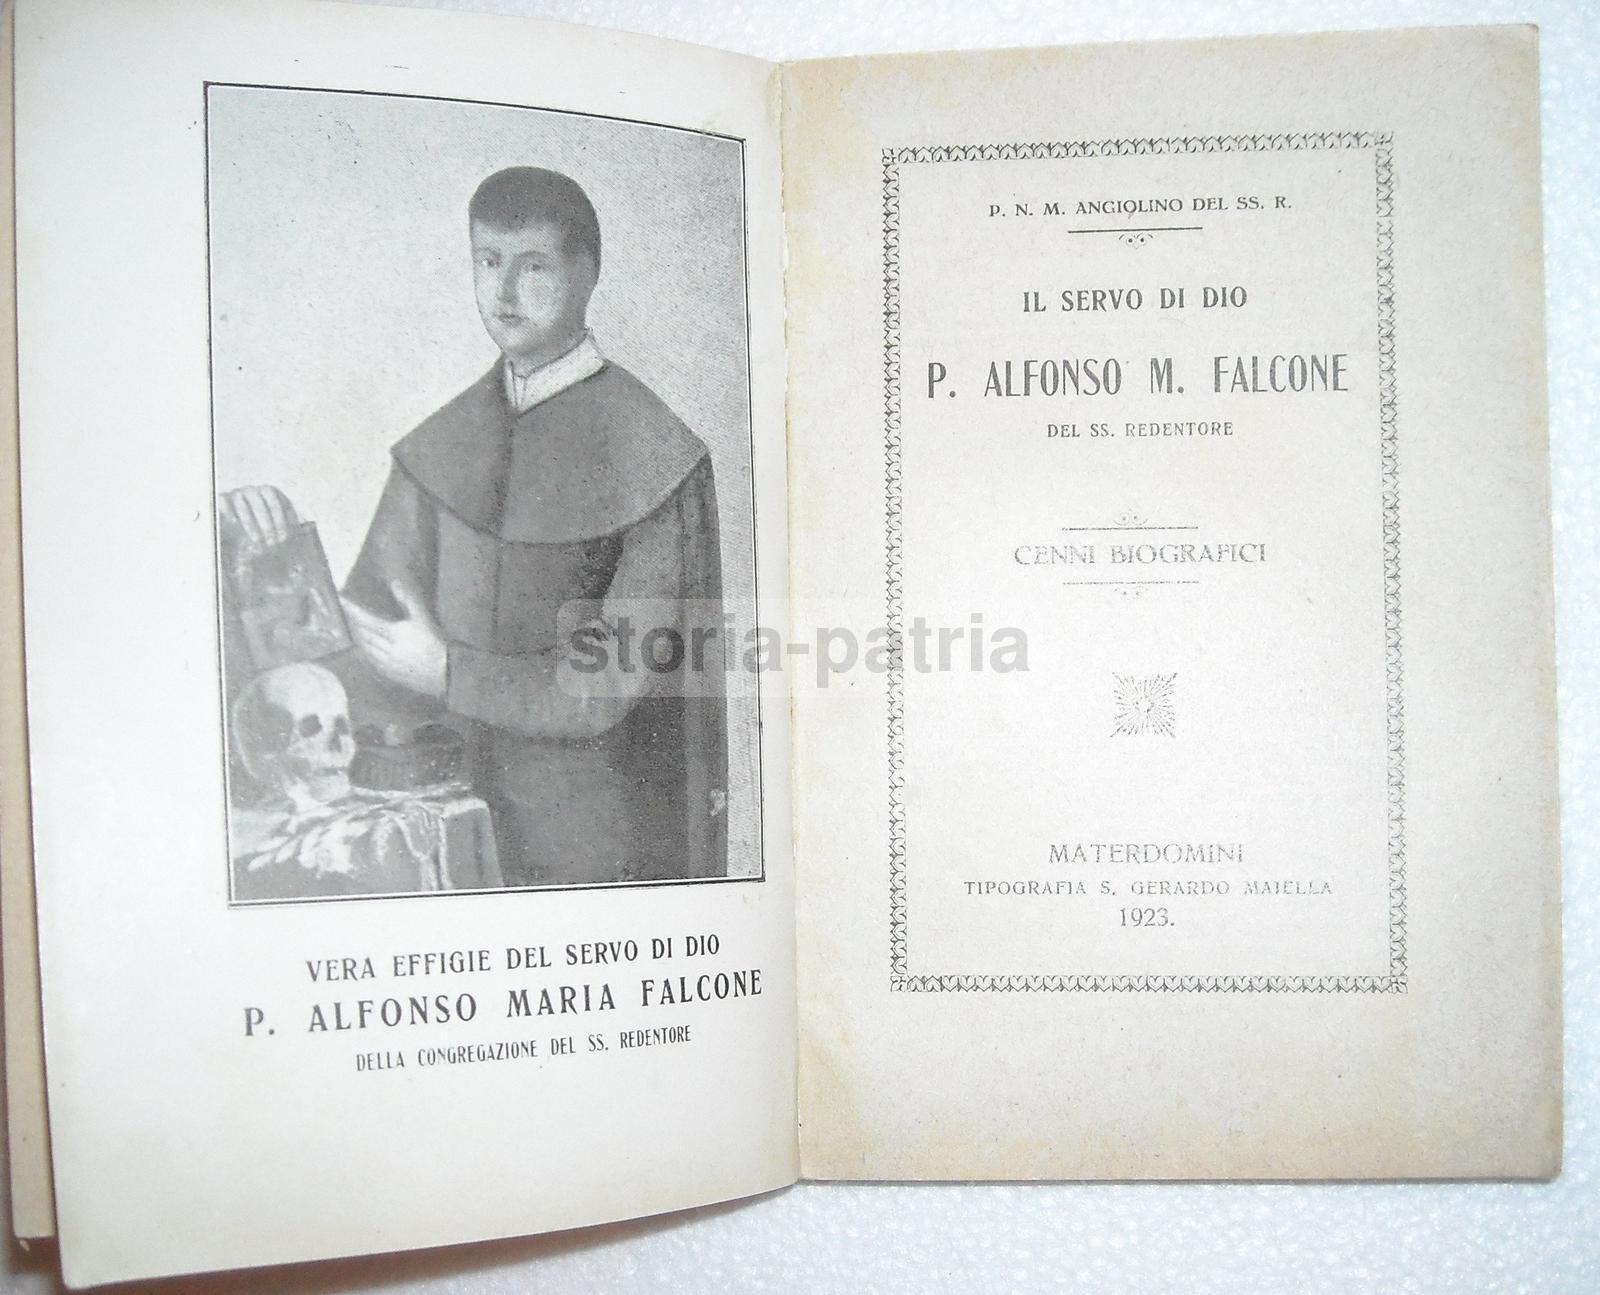 VERA EFFIGIE DEL SERVO DI DIO
P. ALFONSO MARIA FALCONE
DELLA CONGREGAZIONE DEL SS. REDENTORE
P. N. M. ANGIOLINO DEL SS. R.
IL SERVO DI DIO
P. ALFONSO M. FALCONE
DEL SS. REDENTORE
CENNI BIOGRAFICI
MATERDOMINI
TIPOGRAFIA S. GERARDO MAIELLA
1923.
storia-patria